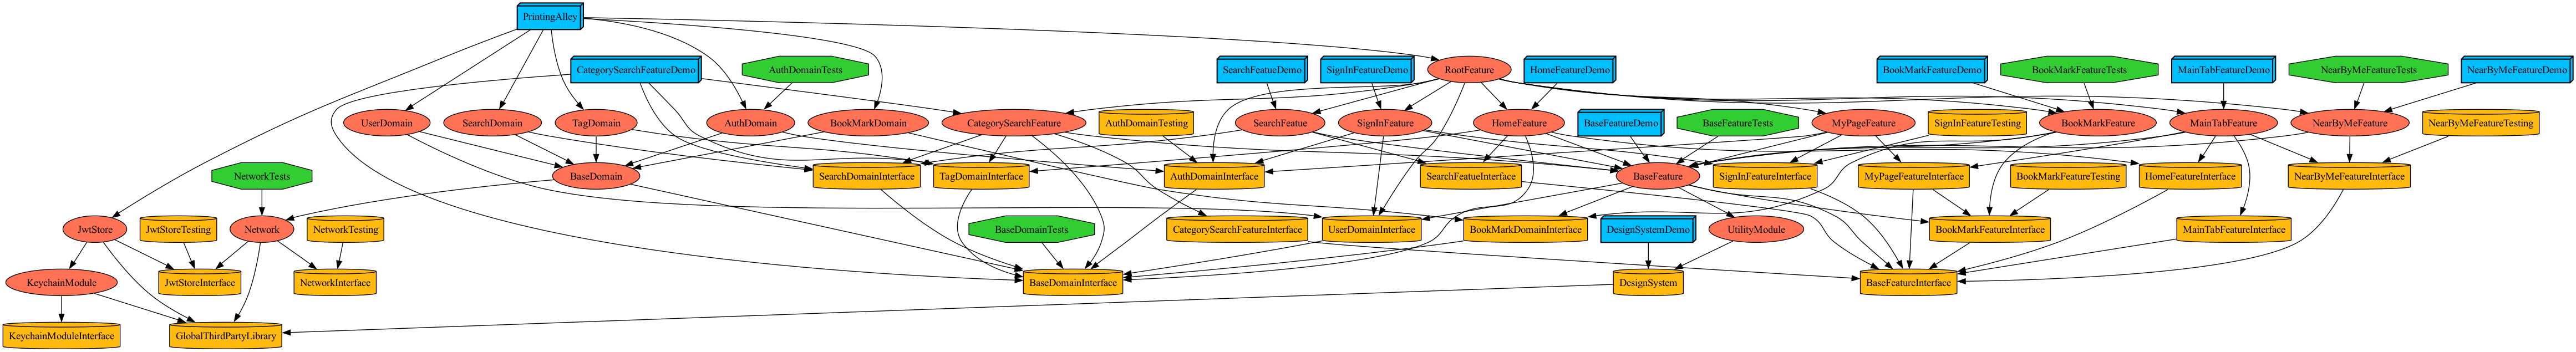 PrintingAlley
CategorySearchFeatureDemo
AuthDomainTests
SearchFeatueDemo
SignInFeatureDemo
RootFeature
HomeFeatureDemo
BookMarkFeatureDemo
BookMarkFeatureTests
MainTabFeatureDemo
NearByMeFeatureTests
NearByMeFeatureDemo
UserDomain
SearchDomain
TagDomain
AuthDomain
BookMarkDomain
CategorySearchFeature
AuthDomainTesting
SearchFeatue
SignInFeature
HomeFeature
BaseFeatureDemo
BaseFeatureTests
MyPageFeature
SignInFeatureTesting
BookMarkFeature
MainTabFeature
NearByMeFeature
NearByMeFeatureTesting
NetworkTests
BaseDomain
SearchDomainInterface
TagDomainInterface
AuthDomainInterface
SearchFeatueInterface
BaseFeature
SignInFeatureInterface
MyPageFeatureInterface
BookMarkFeatureTesting
HomeFeatureInterface
NearByMeFeatureInterface
JwtStore
JwtStoreTesting
Network
NetworkTesting
BaseDomainTests
CategorySearchFeatureInterface
UserDomainInterface
BookMarkDomainInterface
DesignSystemDemo
UtilityModule
BookMarkFeatureInterface
MainTabFeatureInterface
KeychainModule
JwtStoreInterface
NetworkInterface
BaseDomainInterface
DesignSystem
BaseFeatureInterface
KeychainModuleInterface
GlobalThirdPartyLibrary